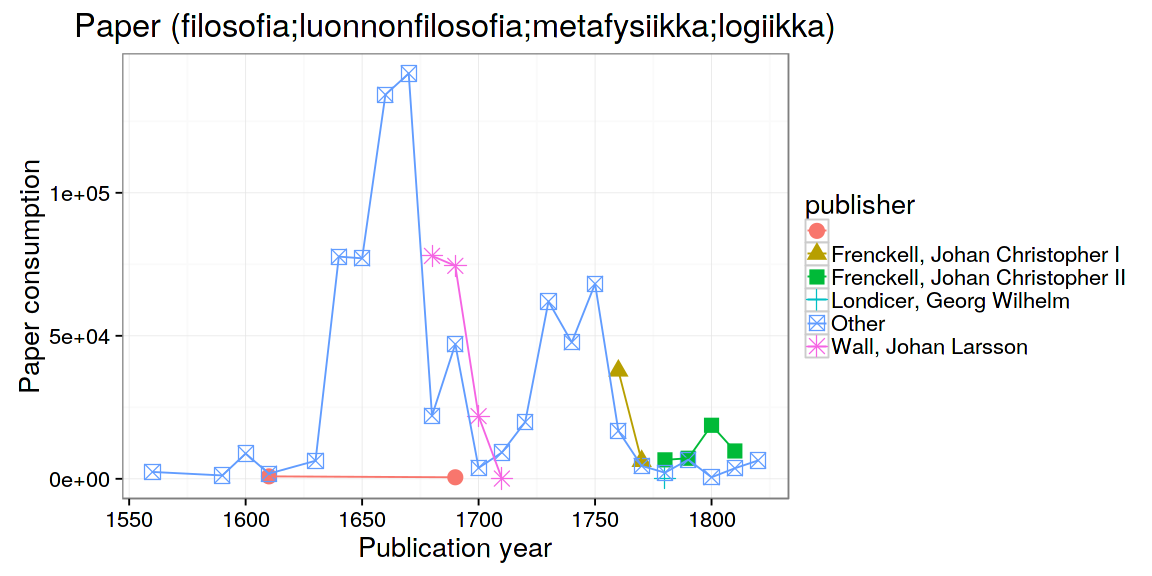 Paper (filosofia;luonnonfilosofia;metafysiikka;logiikka)
Paper consumption
1e+05
5e+04
0e+00
1550 1600 1650 1700 1750 1800
Publication year
publisher
Frenckell, Johan Christopher I
Frenckell, Johan Christopher II
Londicer, Georg Wilhelm
Other
Wall, Johan Larsson